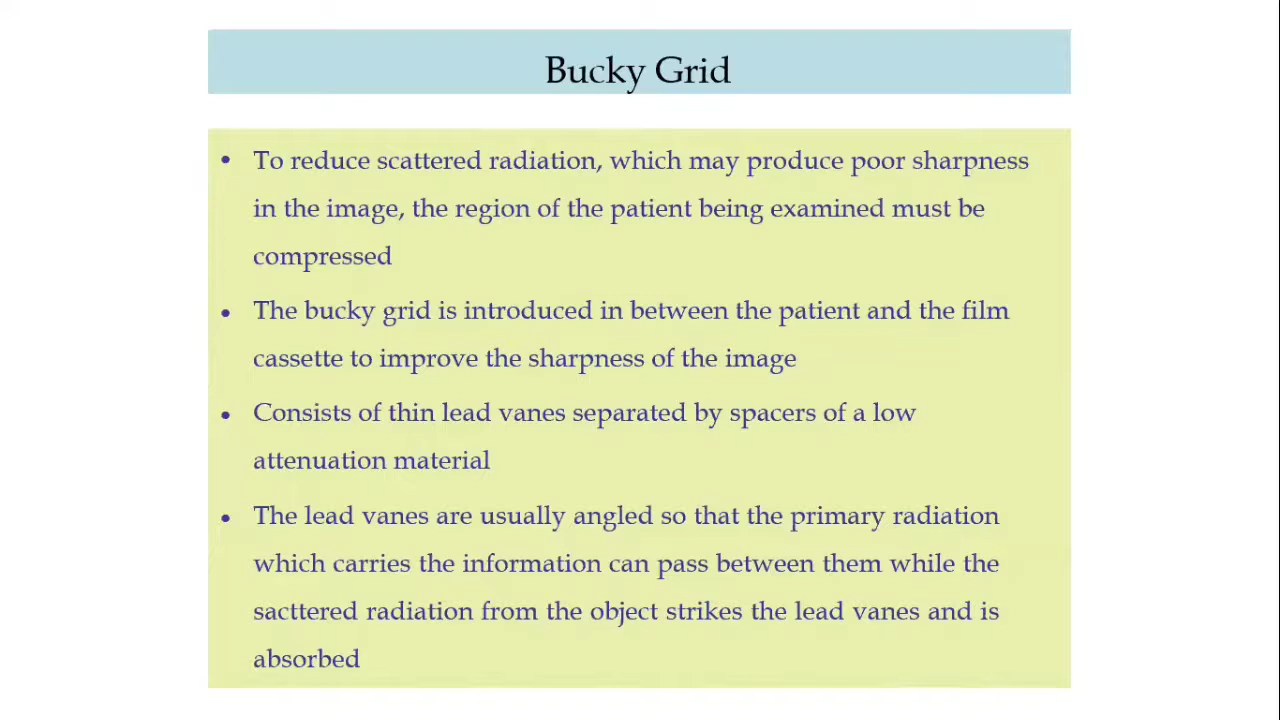 Bucky Grid
• To reduce scattered radiation, which may produce poor sharpness
in the image, the region of the patient being examined must be
compressed
• The bucky grid is introduced in between the patient and the film
cassette to improve the sharpness of the image
• Consists of thin lead vanes separated by spacers of a low
attenuation material
• The lead vanes are usually angled so that the primary radiation
which carries the information can pass between them while the
sacttered radiation from the object strikes the lead vanes and is
absorbed